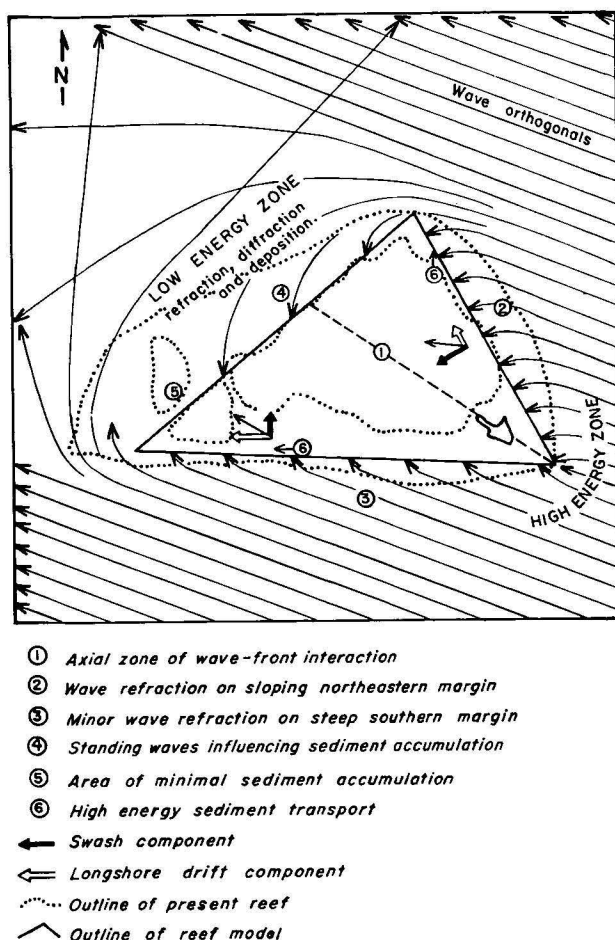 N
Wave orthogonals
LOW ENERGY ZONE
refraction, diffraction
and deposition
④
⑥
②
①
⑤
⑥
③
HIGH ENERGY ZONE
① Axial zone of wave-front interaction
② Wave refraction on sloping northeastern margin
③ Minor wave refraction on steep southern margin
④ Standing waves influencing sediment accumulation
⑤ Area of minimal sediment accumulation
⑥ High energy sediment transport
Swash component
Longshore drift component
Outline of present reef
Outline of reef model